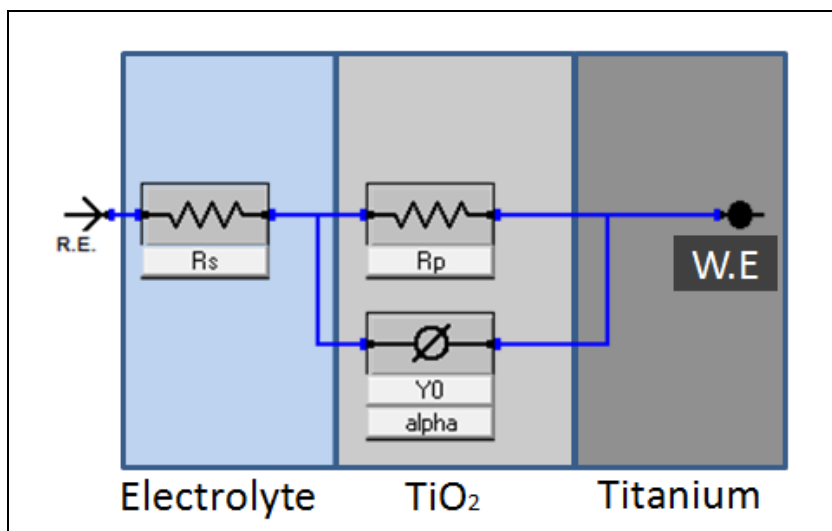 R.E.
Rs
Rp
W.E
Y0
alpha
Electrolyte TiO₂ Titanium